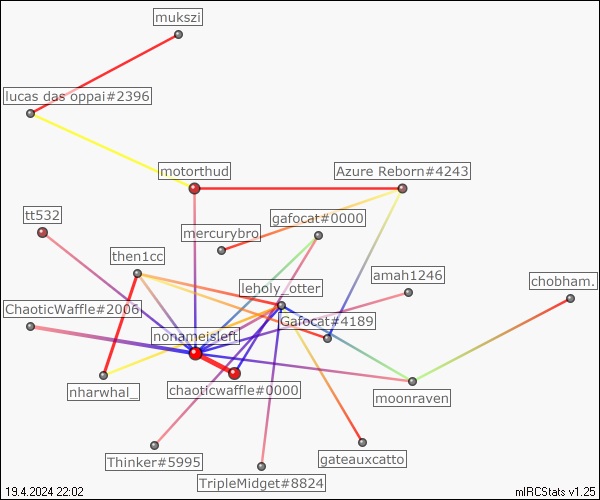 mukszi
lucas das oppai#2396
motorthud
Azure Reborn#4243
tt532
gafocat#0000
mercurybro
then1cc
amah1246
chobham.
leholy_otter
ChaoticWaffle#2006
Gafocat#4189
nonameisleft
nharwhal_
chaoticwaffle#0000
moonraven
Thinker#5995
gateauxcatto
TripleMidget#8824
19.4.2024 22:02
mIRCStats v1.25